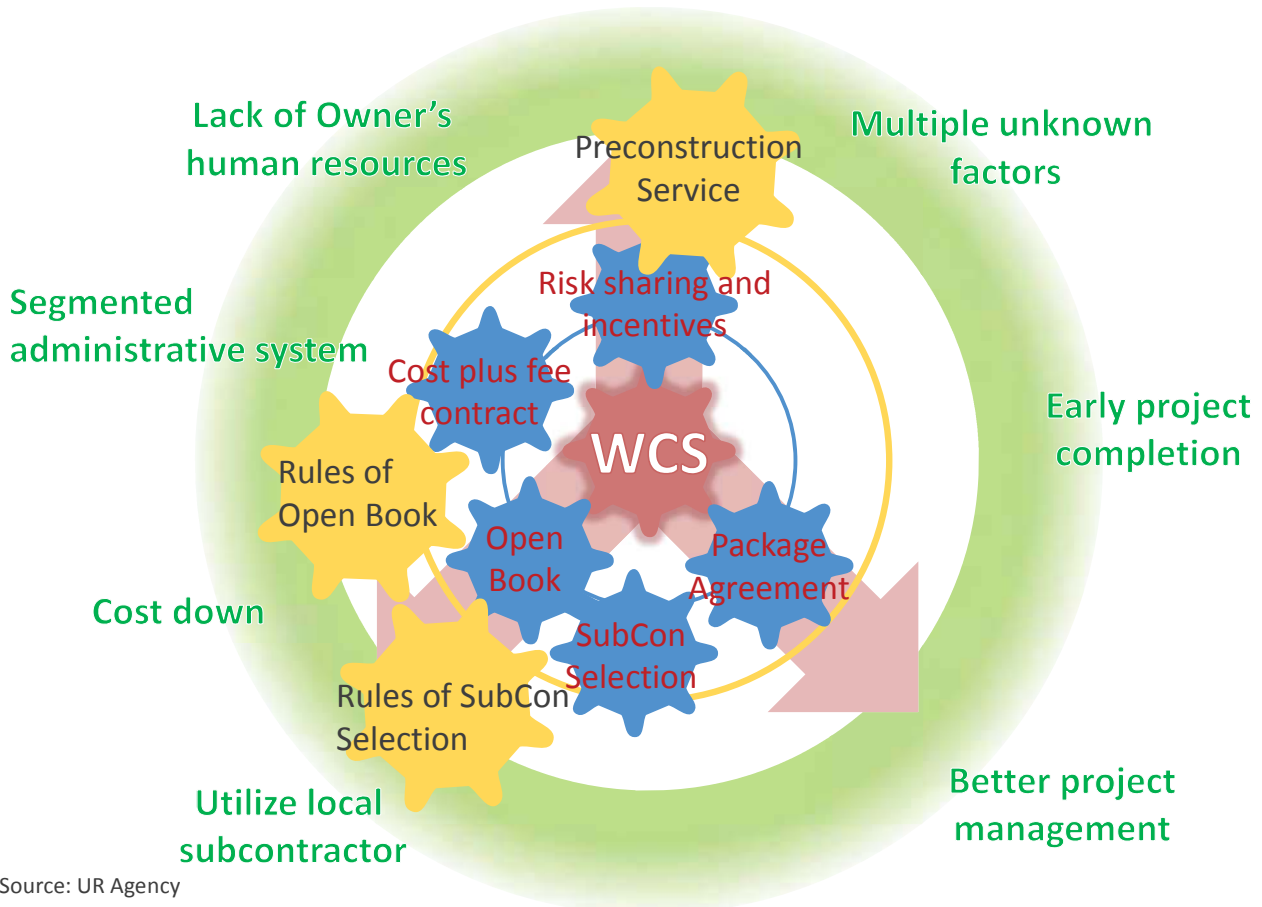 Lack of Owner's
human resources
Multiple unknown
factors
Preconstruction
Service
Risk sharing and
incentives
Segmented
administrative system
Cost plus fee
contract
WCS
Early project
completion
Rules of
Open Book
Open
Book
Package
Agreement
Cost down
SubCon
Selection
Rules of SubCon
Selection
Utilize local
subcontractor
Better project
management
Source: UR Agency